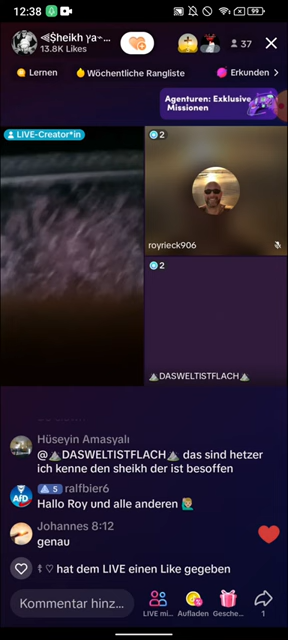 12:38
99
⫷$heikh ץa⌁...
13.8K Likes
37
Lernen
Wöchentliche Rangliste
Erkunden
Agenturen: Exklusive
Missionen
LIVE-Creator*in
2
royrieck906
2
⛰️DASWELTISTFLACH⛰️
Hüseyin Amasyalı
@⛰️DASWELTISTFLACH⛰️ das sind hetzer
ich kenne den sheikh der ist besoffen
AfD
5 ralfbier6
Hallo Roy und alle anderen 🙋🏼‍♂️
Johannes 8:12
genau
♀ ♡ hat dem LIVE einen Like gegeben
Kommentar hinz...
LIVE mi...
Aufladen
Gesche...
1